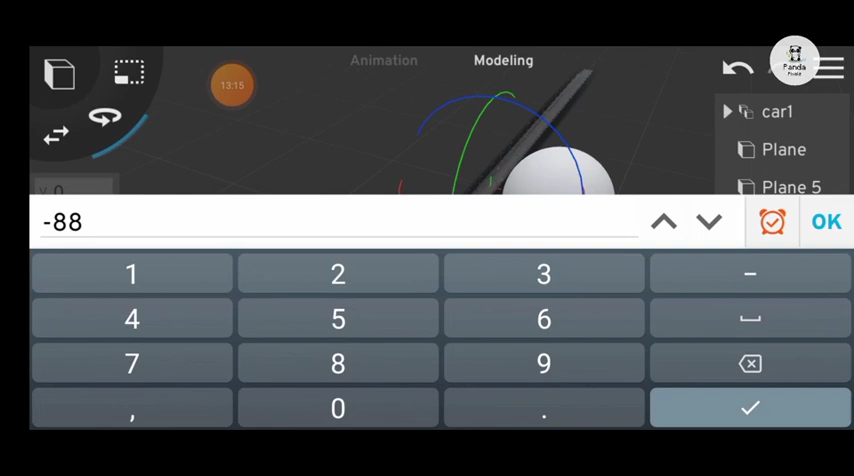 Animation Modeling
13:15
Panda
car1
Plane
Plane 5
-88
OK
1 2 3 -
4 5 6
7 8 9
, 0 .